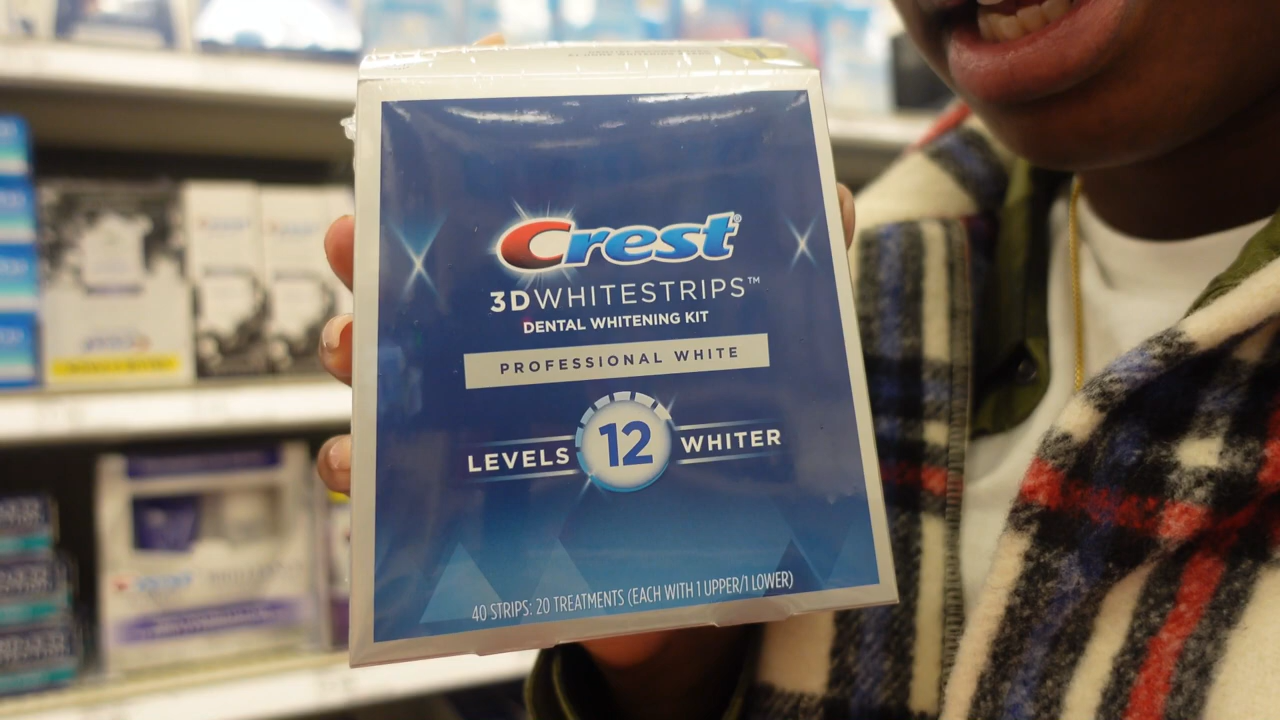 Crest®
3DWHITESTRIPS™
DENTAL WHITENING KIT
PROFESSIONAL WHITE
LEVELS 12 WHITER
40 STRIPS: 20 TREATMENTS (EACH WITH 1 UPPER/1 LOWER)